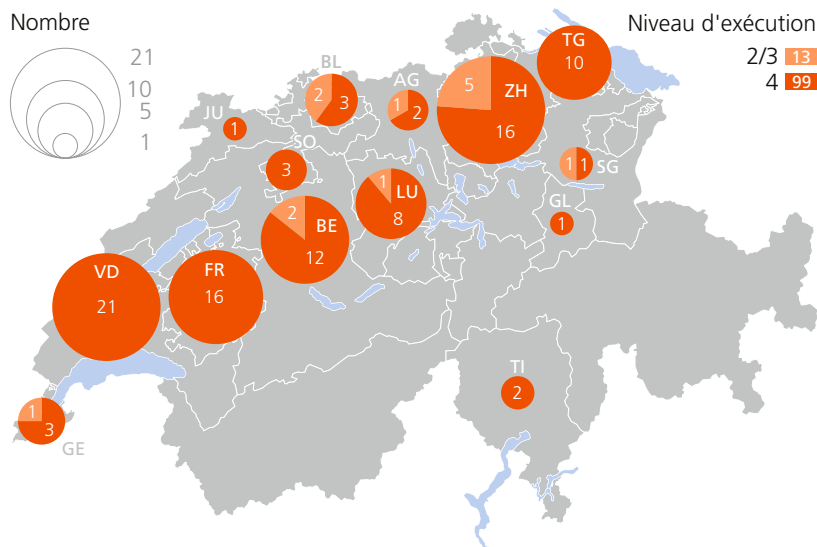 Nombre
21
10
5
1
Niveau d'exécution
2/3 13
4 99
TG
10
BL
2 3
AG
1 2
5 ZH
16
JU
1
SO
3
1 1 SG
1 LU
8
GL
1
2 BE
12
VD
21
FR
16
TI
2
1 3
GE